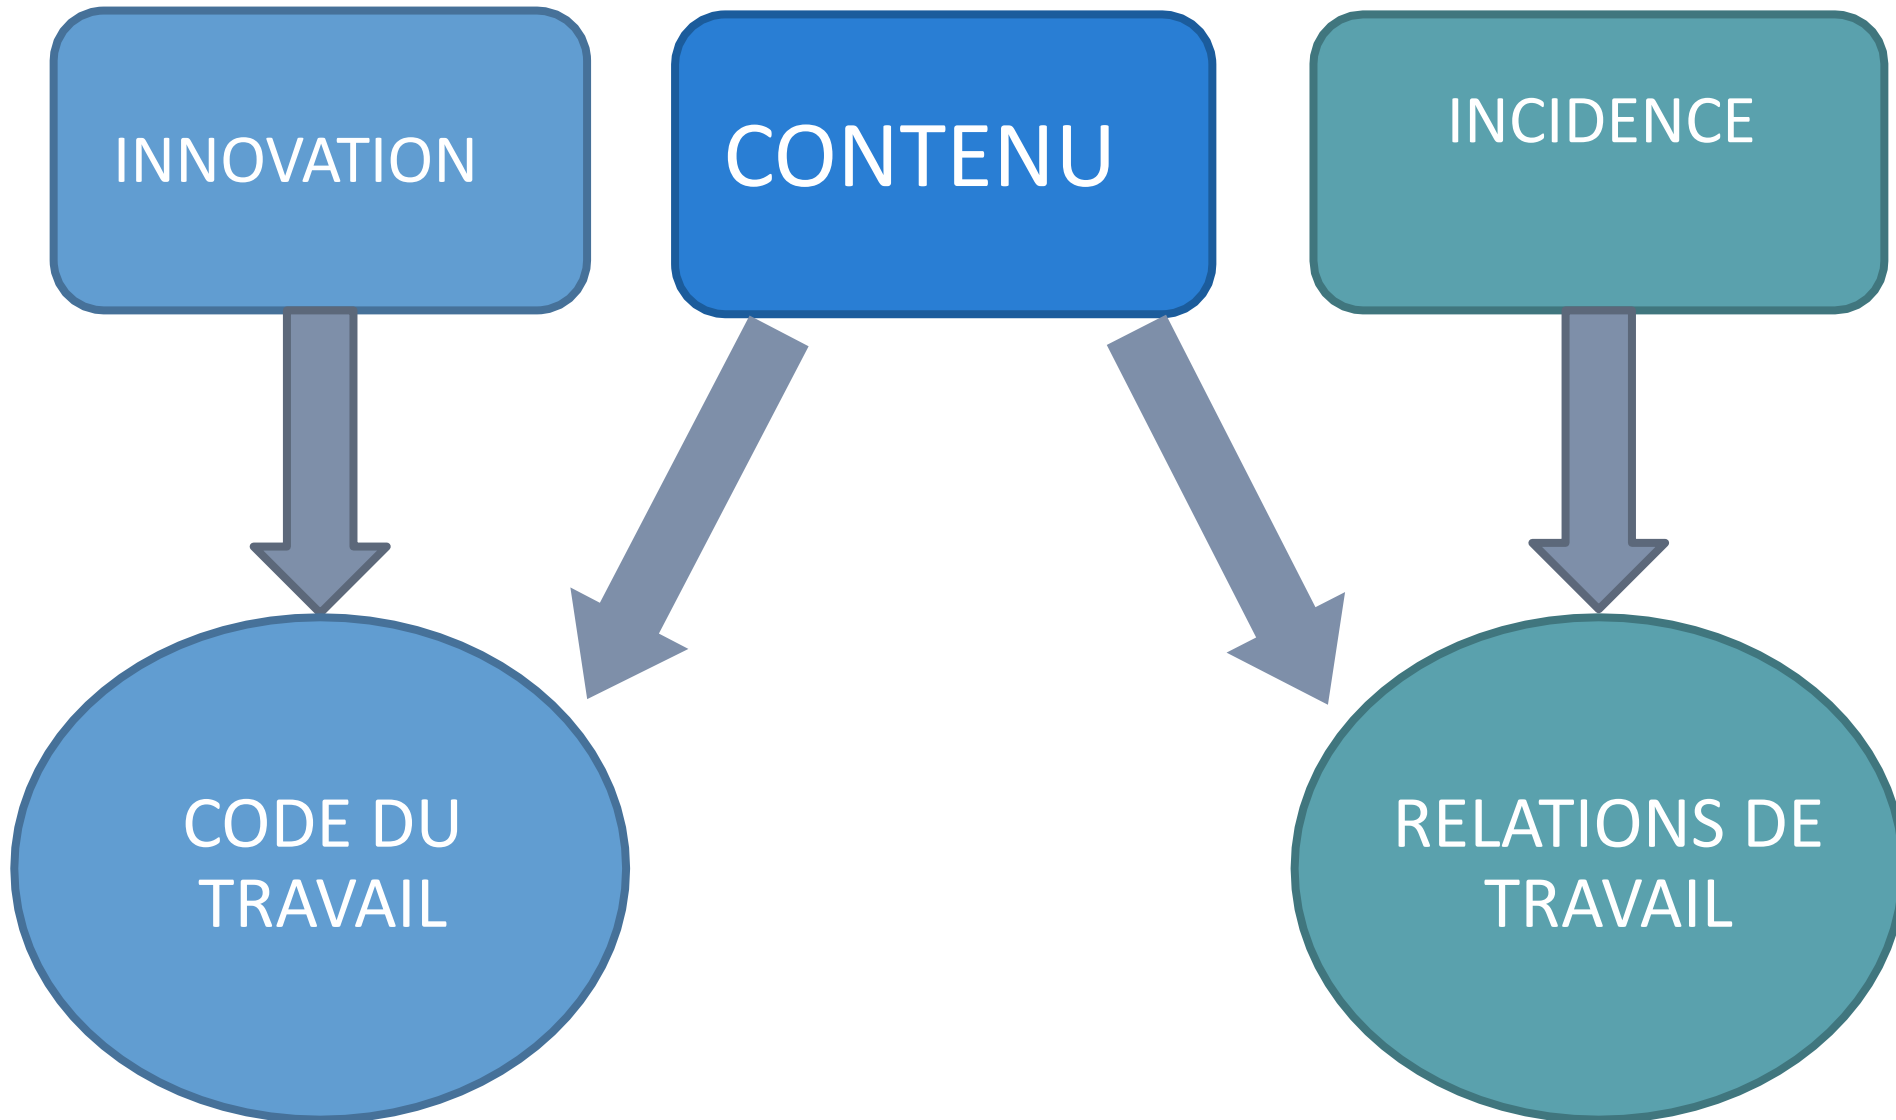 INNOVATION
CONTENU
INCIDENCE
CODE DU
TRAVAIL
RELATIONS DE
TRAVAIL